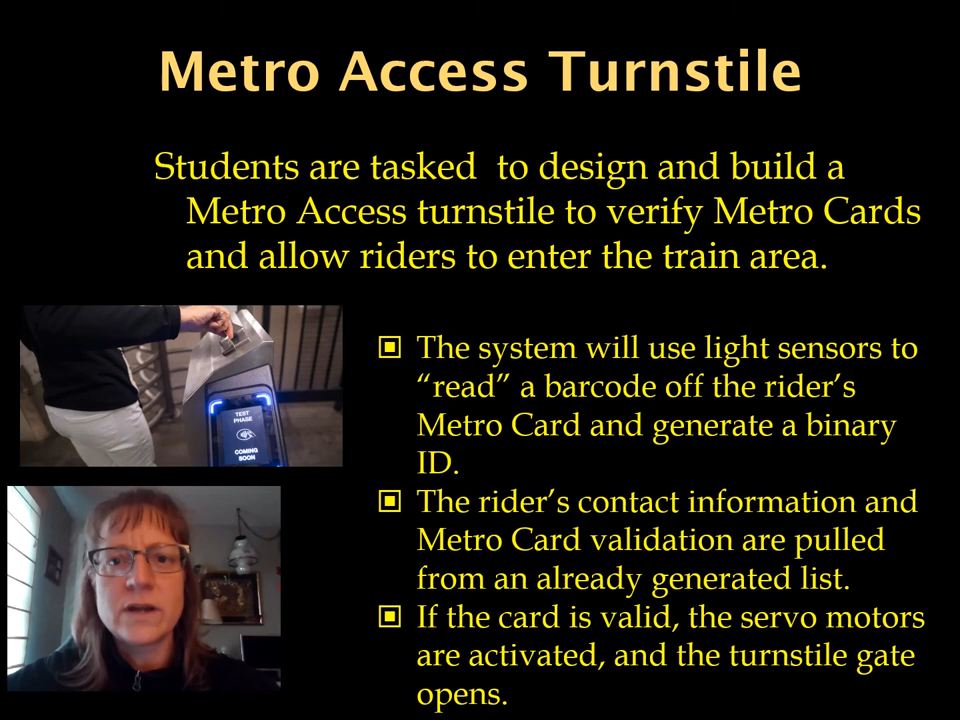 Metro Access Turnstile
Students are tasked  to design and build a
Metro Access turnstile to verify Metro Cards
and allow riders to enter the train area.
TEST
PHASE
COMING
SOON
The system will use light sensors to
“read” a barcode off the rider’s
Metro Card and generate a binary
ID.
The rider’s contact information and
Metro Card validation are pulled
from an already generated list.
If the card is valid, the servo motors
are activated, and the turnstile gate
opens.